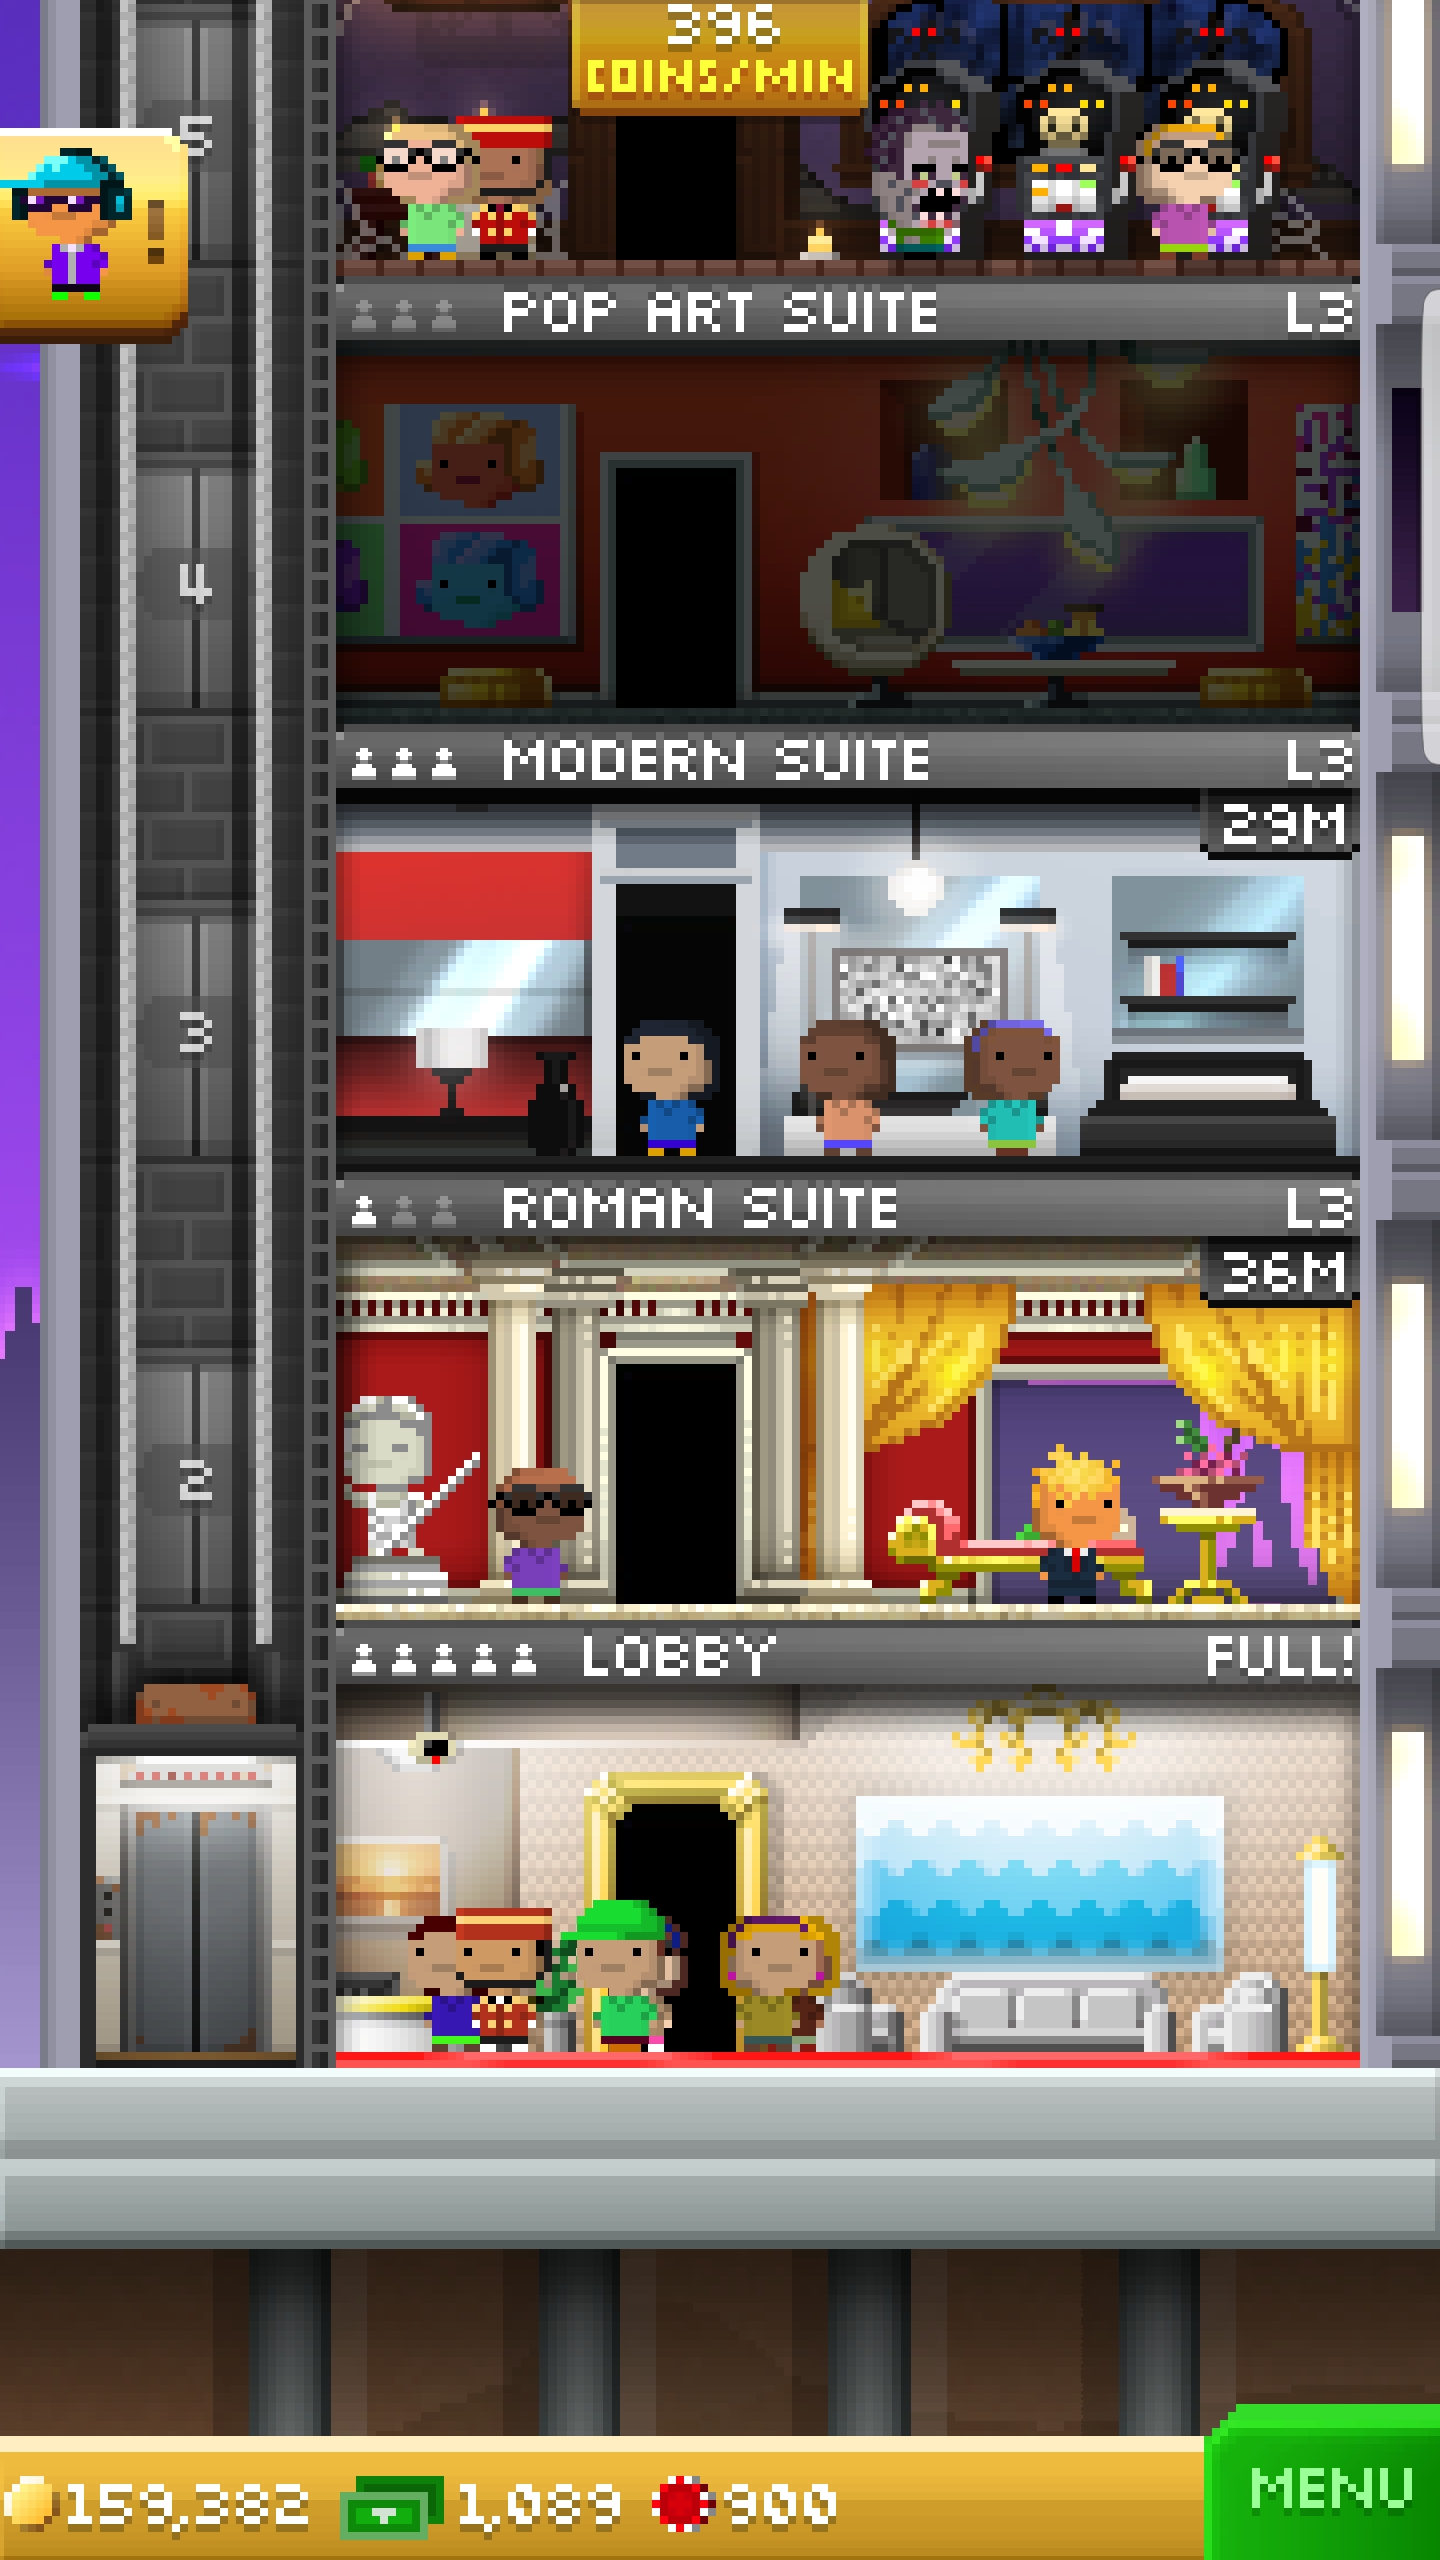 396
COINS/MIN
5
!
POP ART SUITE L3
4
MODERN SUITE L3
29M
3
ROMAN SUITE L3
36M
2
LOBBY FULL!
159,382 1,089 900
MENU